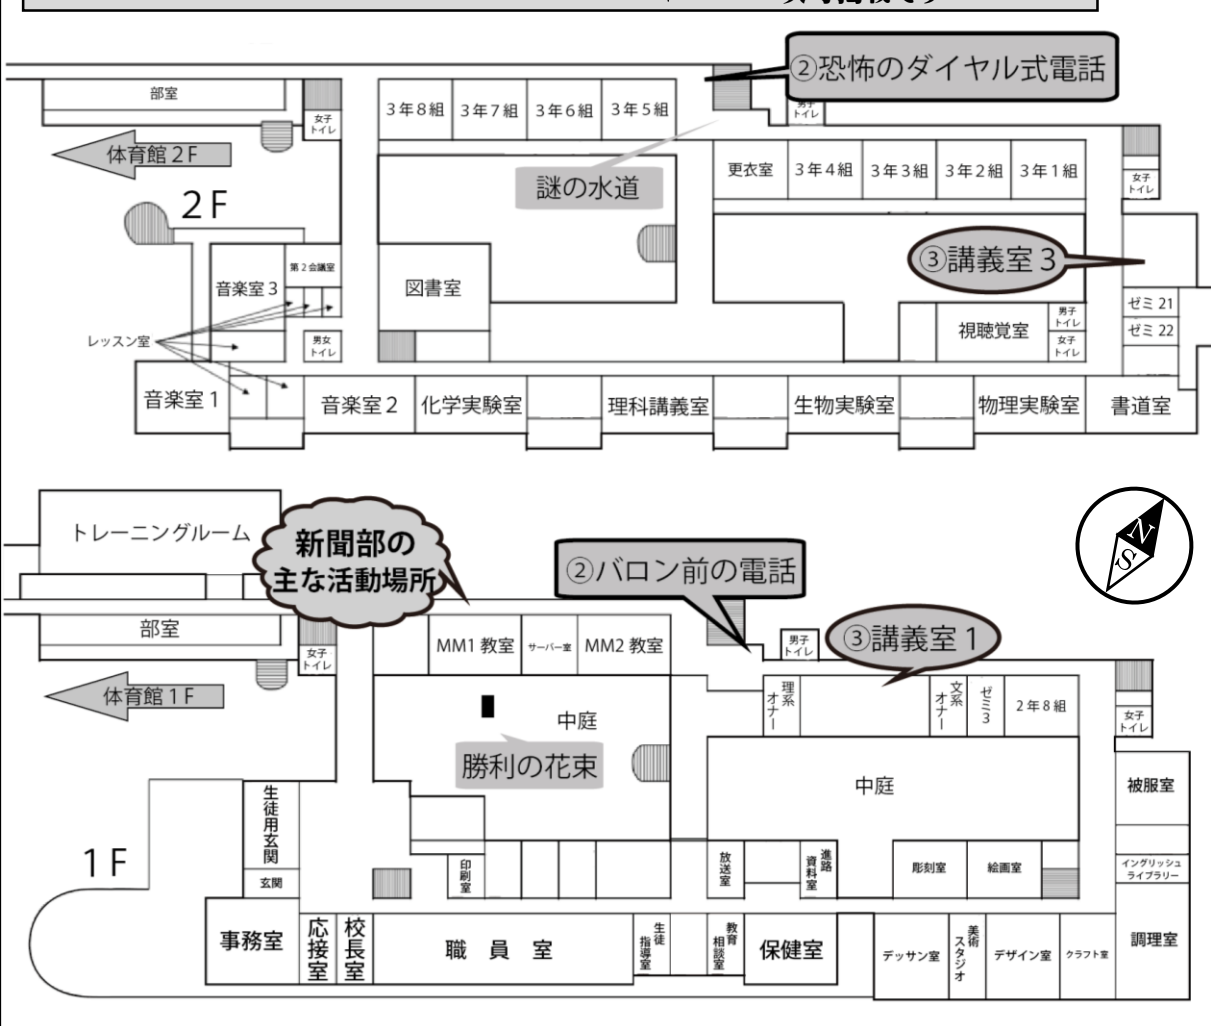 ②恐怖のダイヤル式電話
部室
女子
トイレ
3年8組
3年7組
3年6組
3年5組
男子
トイレ
体育館2F
謎の水道
更衣室
3年4組
3年3組
3年2組
3年1組
女子
トイレ
2F
第2会議室
音楽室3
図書室
③講義室3
レッスン室
男女
トイレ
視聴覚室
男子
トイレ
女子
トイレ
ゼミ21
ゼミ22
音楽室1
音楽室2
化学実験室
理科講義室
生物実験室
物理実験室
書道室
トレーニングルーム
新聞部の
主な活動場所
②バロン前の電話
N
S
部室
女子
トイレ
MM1教室
サーバー室
MM2教室
男子
トイレ
③講義室1
体育館1F
理系
オナー
文系
オナー
ゼミ3
2年8組
女子
トイレ
中庭
勝利の花束
中庭
被服室
生徒用玄関
1F
玄関
印刷室
放送室
進路
資料室
彫刻室
絵画室
イングリッシュ
ライブラリー
事務室
応接室
校長室
職員室
生徒
指導室
教育
相談室
保健室
デッサン室
美術
スタジオ
デザイン室
クラフト室
調理室